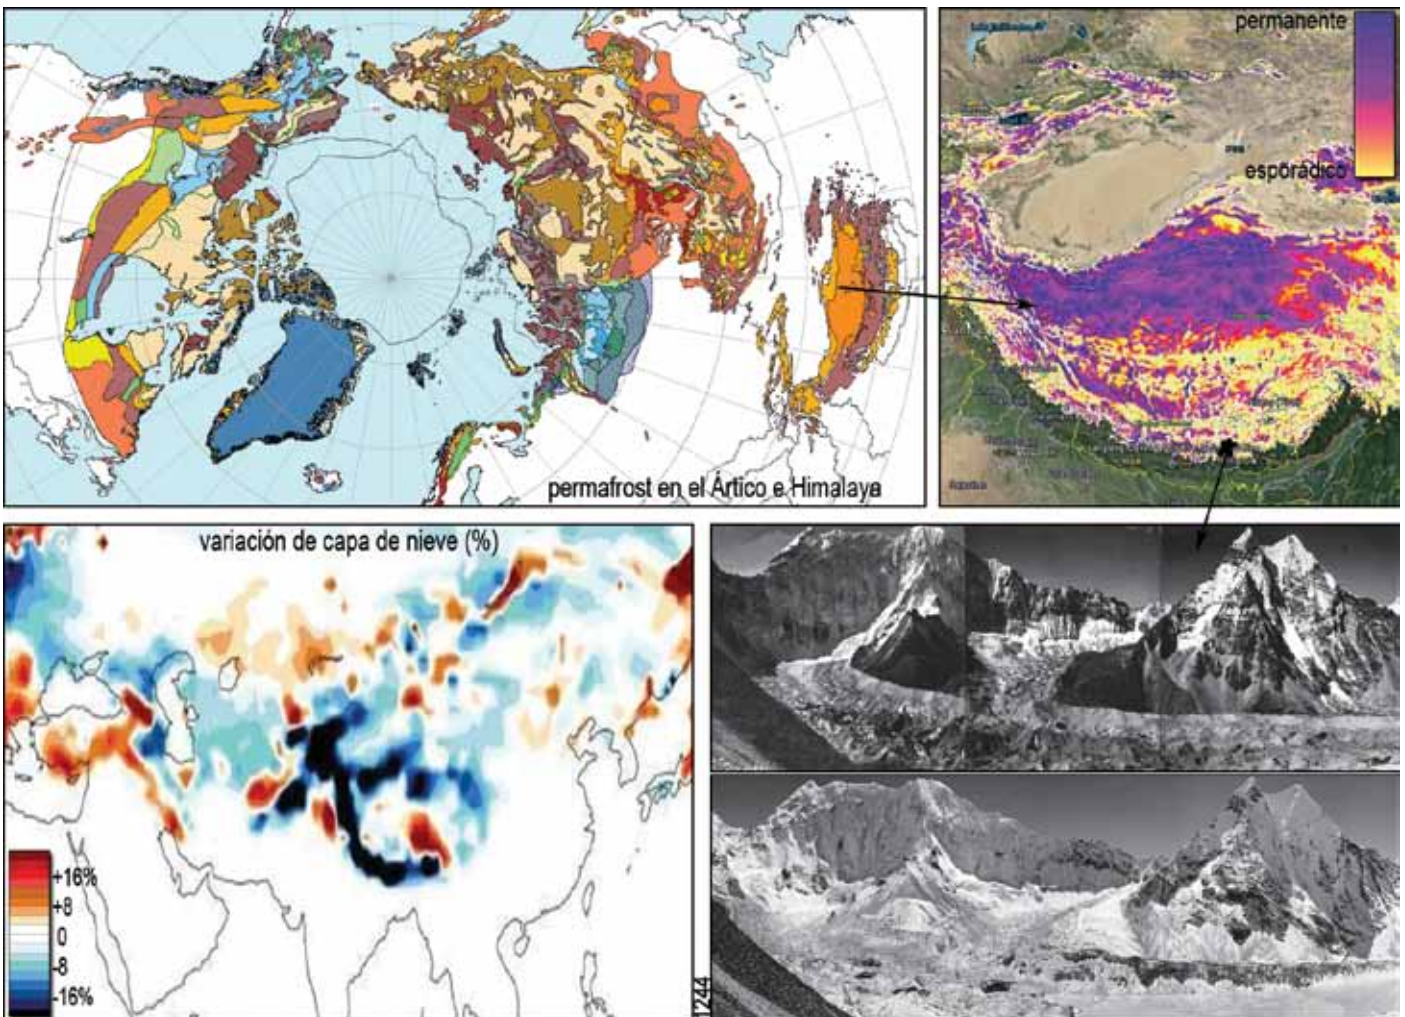 permafrost en el Ártico e Himalaya
permanente
esporádico
variación de capa de nieve (%)
+16%
+8
0
-8
-16%
1244